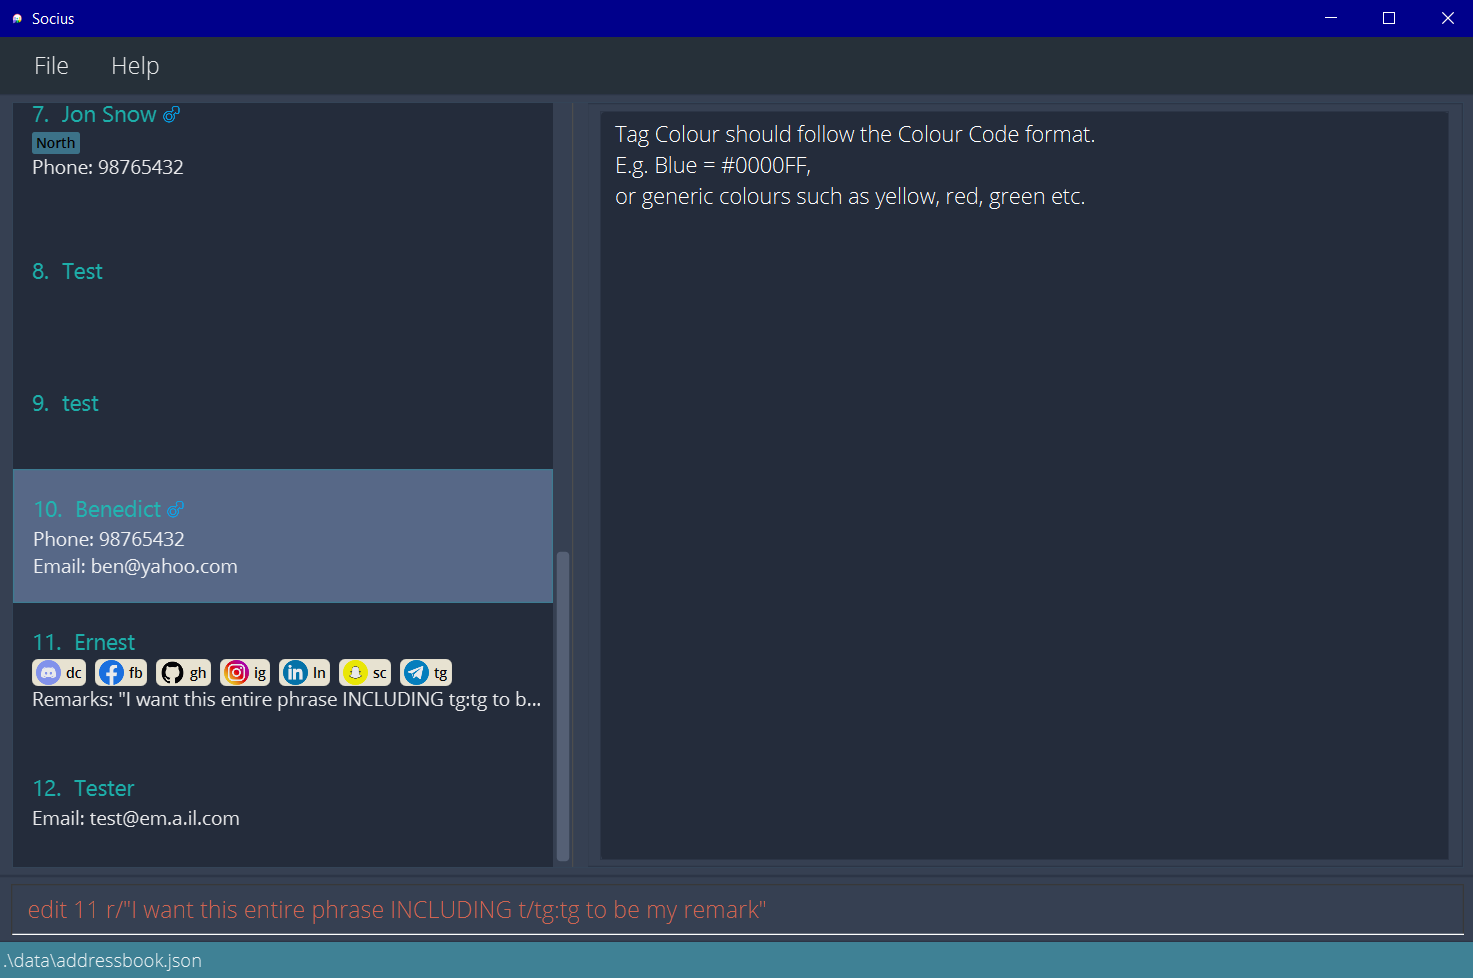 Socius
File Help
7. Jon Snow
North
Phone: 98765432
8. Test
9. test
10. Benedict
Phone: 98765432
Email: ben@yahoo.com
11. Ernest
dc fb gh ig in ln sc tg
Remarks: "I want this entire phrase INCLUDING tg:tg to b...
12. Tester
Email: test@em.a.il.com
Tag Colour should follow the Colour Code format.
E.g. Blue = #0000FF,
or generic colours such as yellow, red, green etc.
edit 11 r/"I want this entire phrase INCLUDING t/tg:tg to be my remark"
.\data\addressbook.json